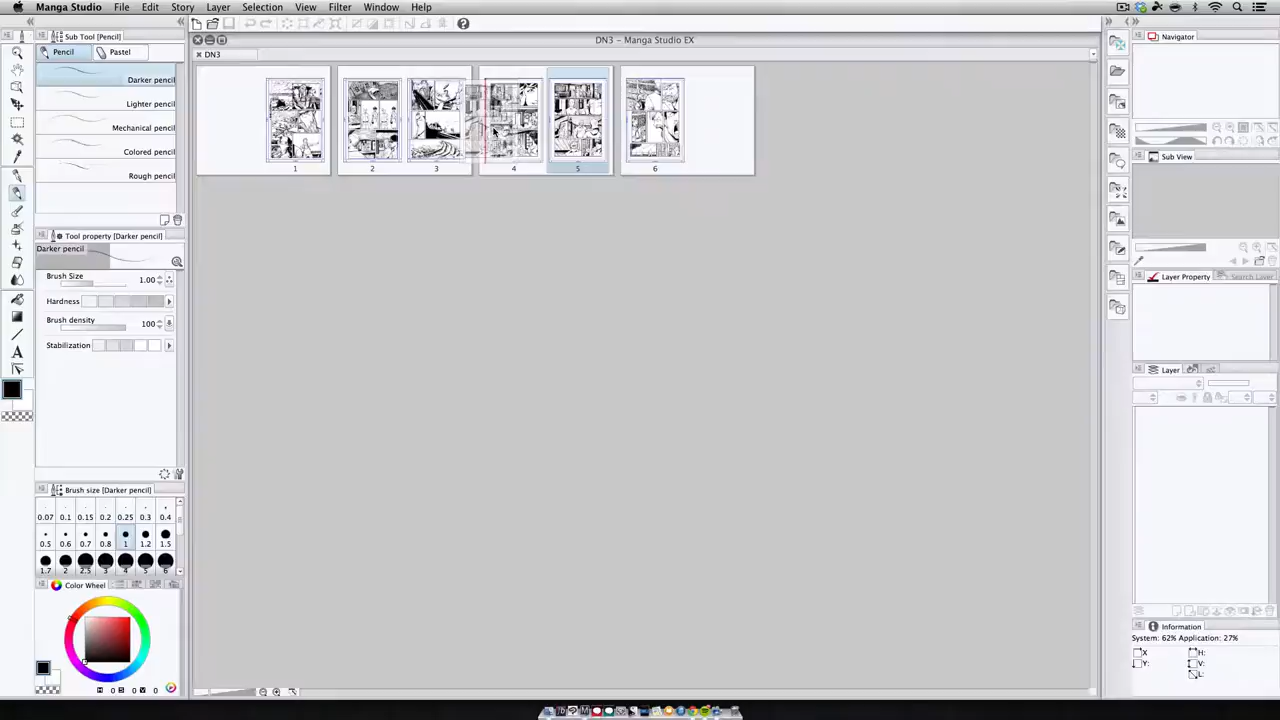 Manga Studio File Edit Story Layer Selection View Filter Window Help
Sub Tool [Pencil]
DN3 – Manga Studio EX
Navigator
Pencil Pastel
DN3
Darker pencil
Lighter pencil
Mechanical pencil
Colored pencil
Rough pencil
1 2 3 4 5 6
Sub View
Tool property [Darker pencil]
Darker pencil
Brush Size 1.00
Hardness
Brush density 100
Stabilization
Layer Property Search Layer
Layer
Brush size [Darker pencil]
0.07 0.1 0.15 0.2 0.25 0.3 0.4
0.5 0.6 0.7 0.8 1 1.2 1.5
1.7 2 2.5 3 4 5 6
Color Wheel
H 0 S 0 V 0
Information
System: 62% Application: 27%
X H:
Y: V:
L: